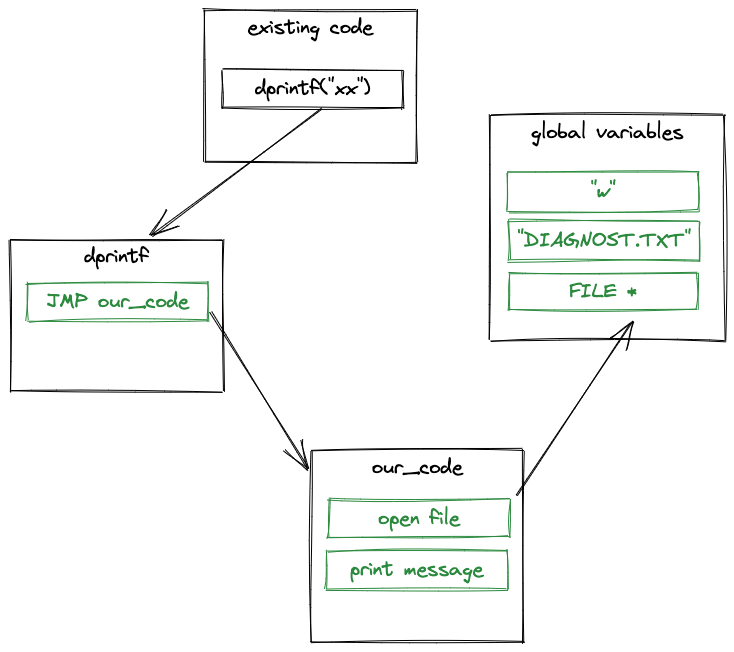 existing code
dprintf("xx")
global variables
"w"
"DIAGNOST.TXT"
FILE *
dprintf
JMP our_code
our_code
open file
print message